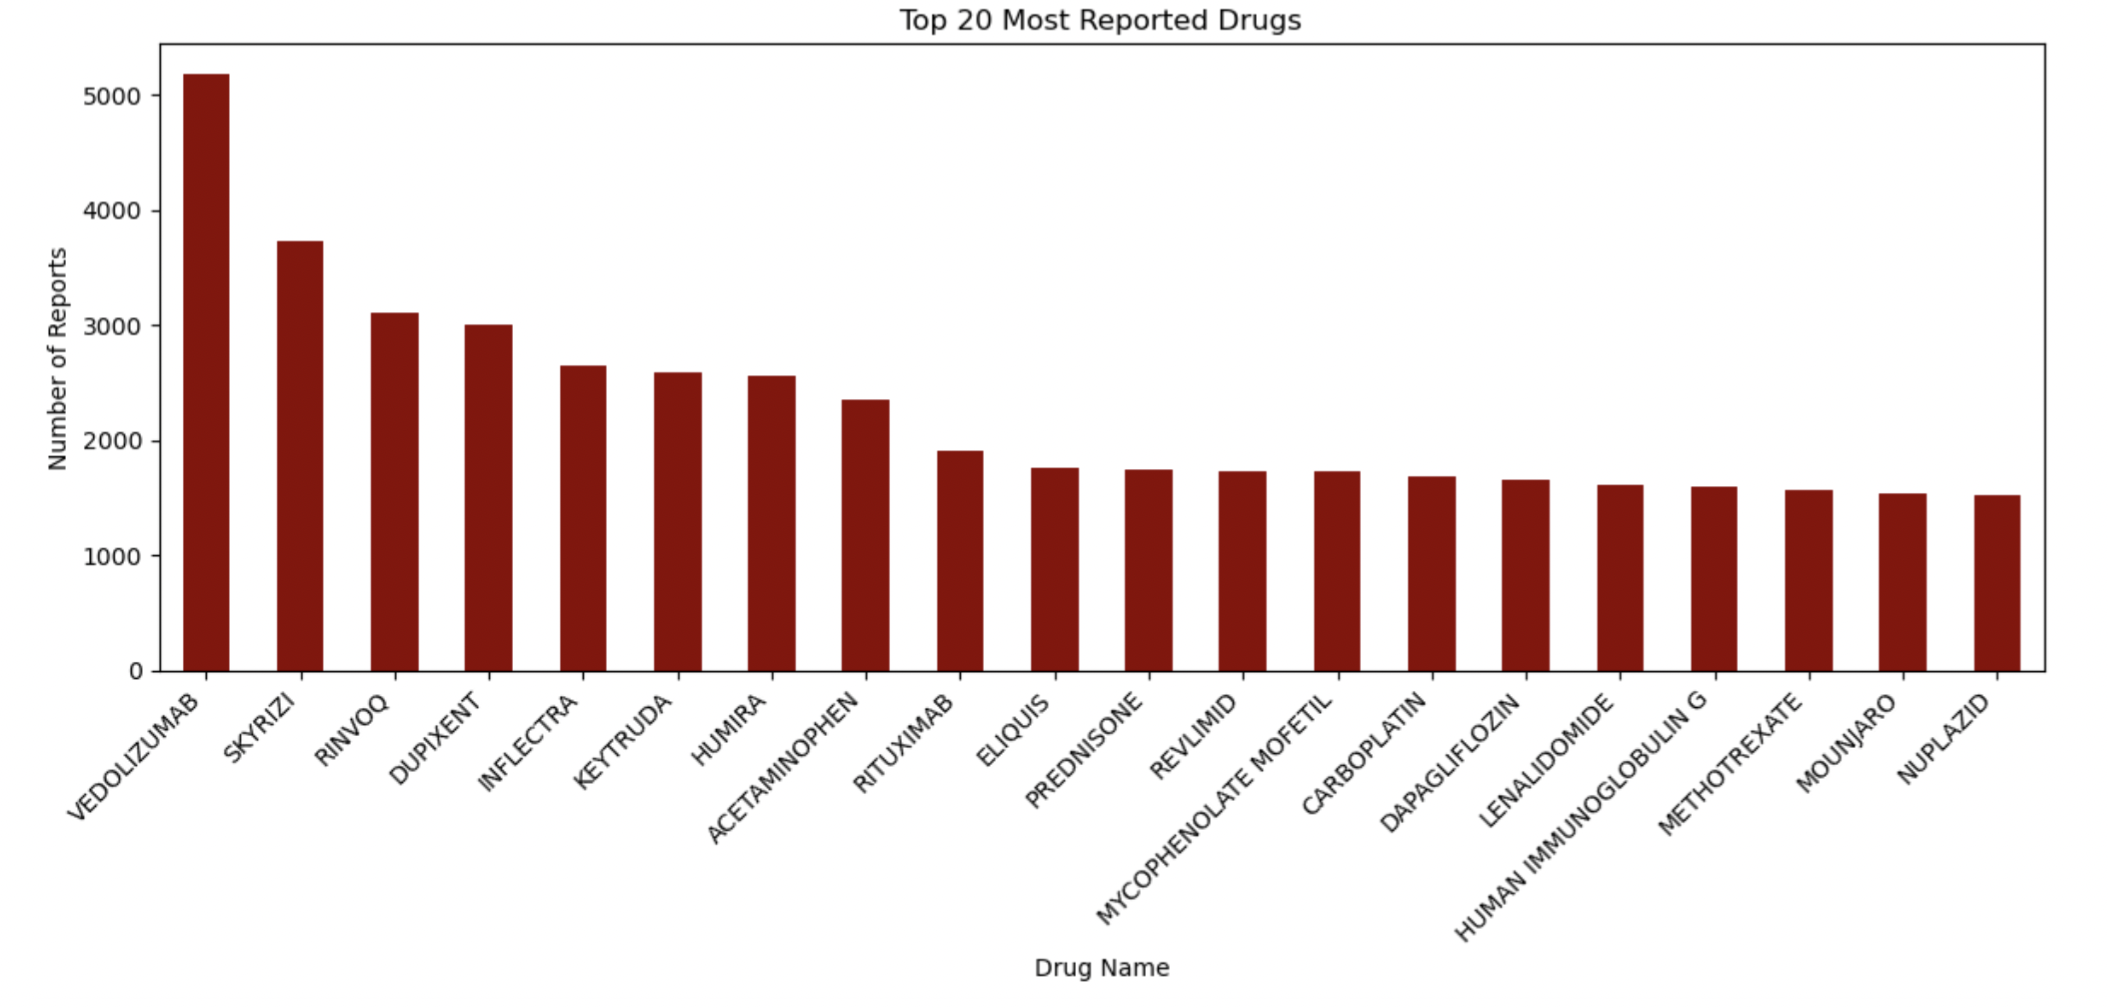 Top 20 Most Reported Drugs
Number of Reports
5000
4000
3000
2000
1000
0
VEDOLIZUMAB
SKYRIZI
RINVOQ
DUPIXENT
INFLECTRA
KEYTRUDA
HUMIRA
ACETAMINOPHEN
RITUXIMAB
ELIQUIS
PREDNISONE
REVLIMID
MYCOPHENOLATE MOFETIL
CARBOPLATIN
DAPAGLIFLOZIN
LENALIDOMIDE
HUMAN IMMUNOGLOBULIN G
METHOTREXATE
MOUNJARO
NUPLAZID
Drug Name